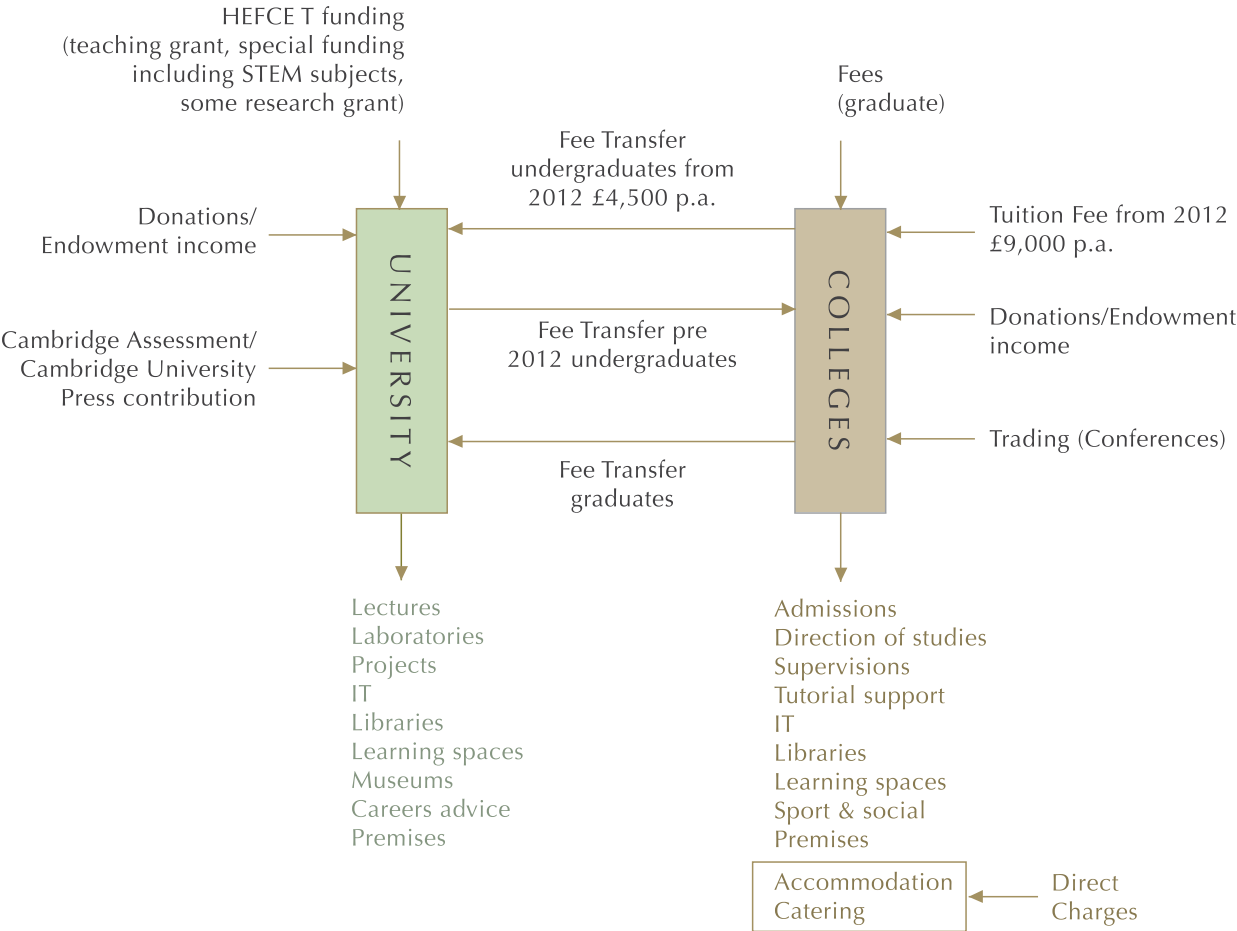 HEFCE T funding
(teaching grant, special funding
including STEM subjects,
some research grant)
Fees
(graduate)
Fee Transfer
undergraduates from
2012 £4,500 p.a.
Donations/
Endowment income
Tuition Fee from 2012
£9,000 p.a.
UNIVERSITY
COLLEGES
Fee Transfer pre
2012 undergraduates
Donations/Endowment
income
Cambridge Assessment/
Cambridge University
Press contribution
Trading (Conferences)
Fee Transfer
graduates
Lectures
Laboratories
Projects
IT
Libraries
Learning spaces
Museums
Careers advice
Premises
Admissions
Direction of studies
Supervisions
Tutorial support
IT
Libraries
Learning spaces
Sport & social
Premises
Accommodation
Catering
Direct
Charges